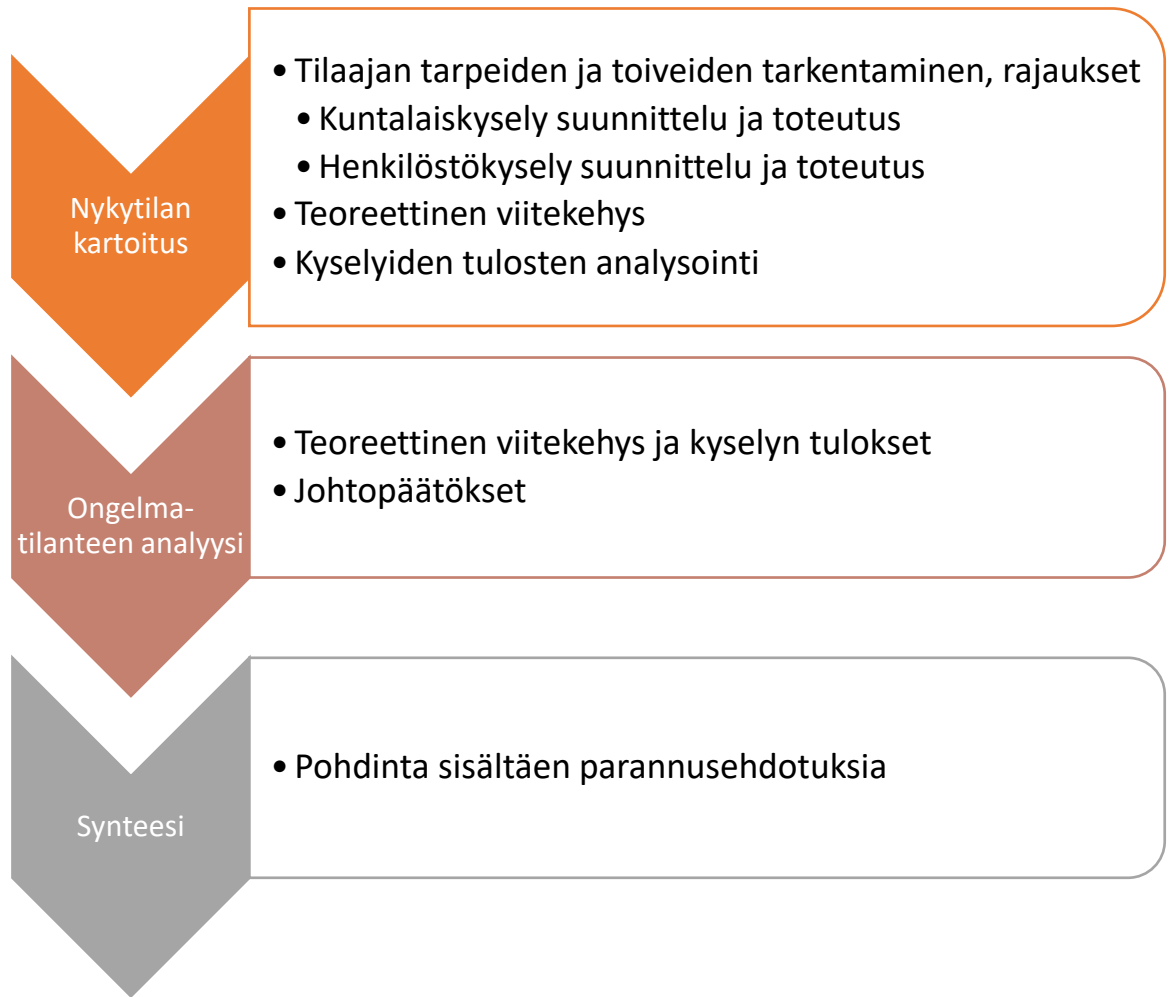 • Tilaajan tarpeiden ja toiveiden tarkentaminen, rajaukset
• Kuntalaiskysely suunnittelu ja toteutus
• Henkilöstökysely suunnittelu ja toteutus
• Teoreettinen viitekehys
• Kyselyiden tulosten analysointi
Nykytilan
kartoitus
• Teoreettinen viitekehys ja kyselyn tulokset
• Johtopäätökset
Ongelma-
tilanteen analyysi
• Pohdinta sisältäen parannusehdotuksia
Synteesi